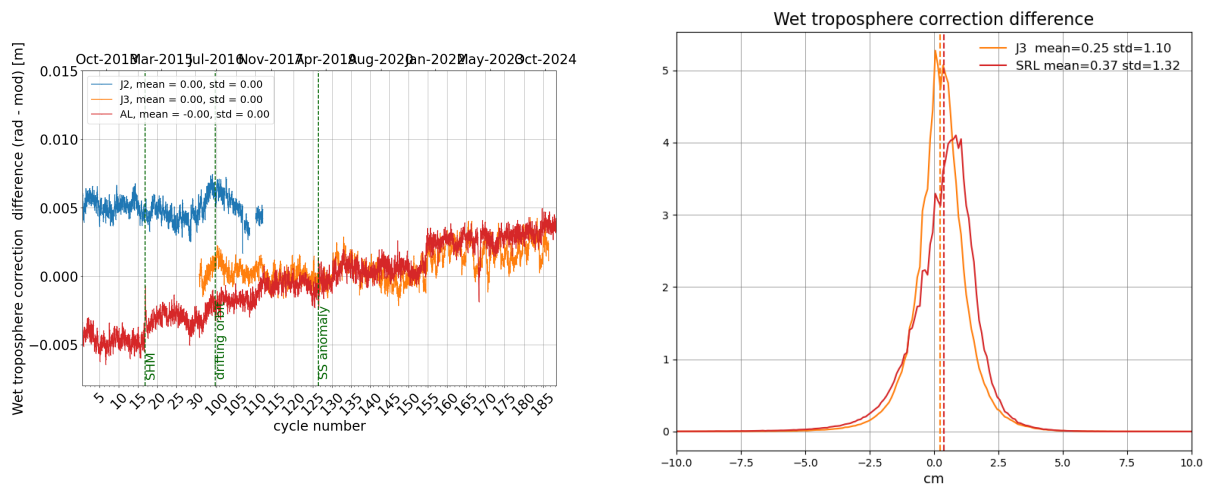 Oct-2013 Mar-2015 Jul-2016 Nov-2017 Apr-2019 Aug-2020 Jan-2022 May-2023 Oct-2024
Wet troposphere correction  difference (rad - mod) [m]
0.015
0.010
0.005
0.000
−0.005
J2, mean = 0.00, std = 0.00
J3, mean = 0.00, std = 0.00
AL, mean = -0.00, std = 0.00
SHM
drifting orbit
SS anomaly
5 10 15 20 25 30 100 105 110 115 120 125 130 135 145 150 155 160 165 170 175 180 185
cycle number
Wet troposphere correction difference
J3  mean=0.25 std=1.10
SRL mean=0.37 std=1.32
5
4
3
2
1
0
−10.0 −7.5 −5.0 −2.5 0.0 2.5 5.0 7.5 10.0
cm